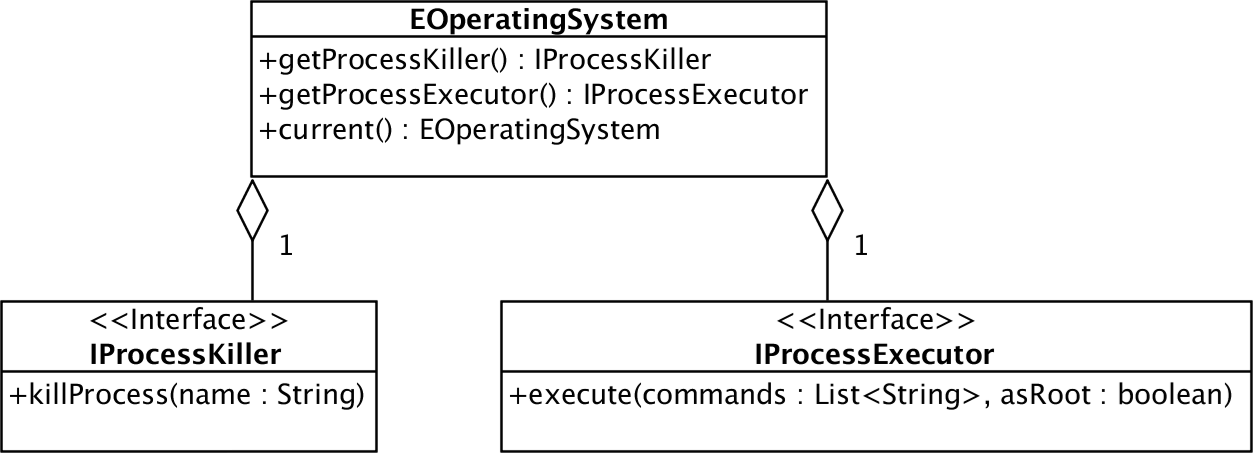 EOperatingSystem
+getProcessKiller() : IProcessKiller
+getProcessExecutor() : IProcessExecutor
+current() : EOperatingSystem
1
1
<<Interface>>
IProcessKiller
+killProcess(name : String)
<<Interface>>
IProcessExecutor
+execute(commands : List<String>, asRoot : boolean)